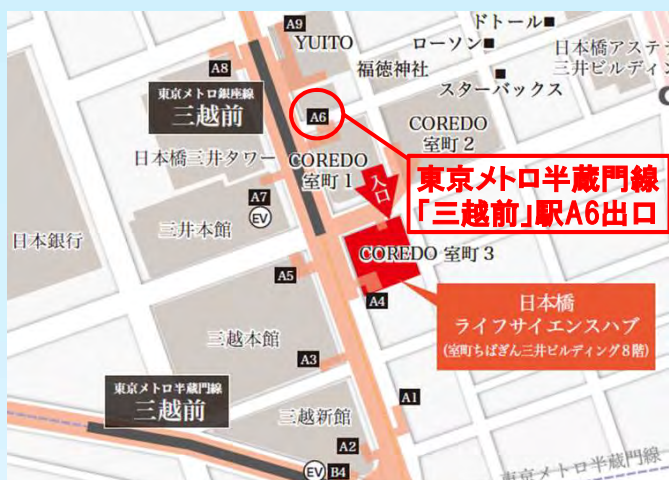 A9
YUITO
ドトール■
ローソン■
日本橋アステ
三井ビルディン
A8
福徳神社
スターバックス
東京メトロ銀座線
三越前
A6
COREDO
室町2
日本橋三井タワー
COREDO
室町1
入口
東京メトロ半蔵門線
「三越前」駅A6出口
A7
EV
三井本館
日本銀行
COREDO 室町3
A5
A4
日本橋
ライフサイエンスハブ
(室町ちばぎん三井ビルディング8階)
三越本館
A3
東京メトロ半蔵門線
三越前
A1
三越新館
A2
EV B4
東京メトロ半蔵門線